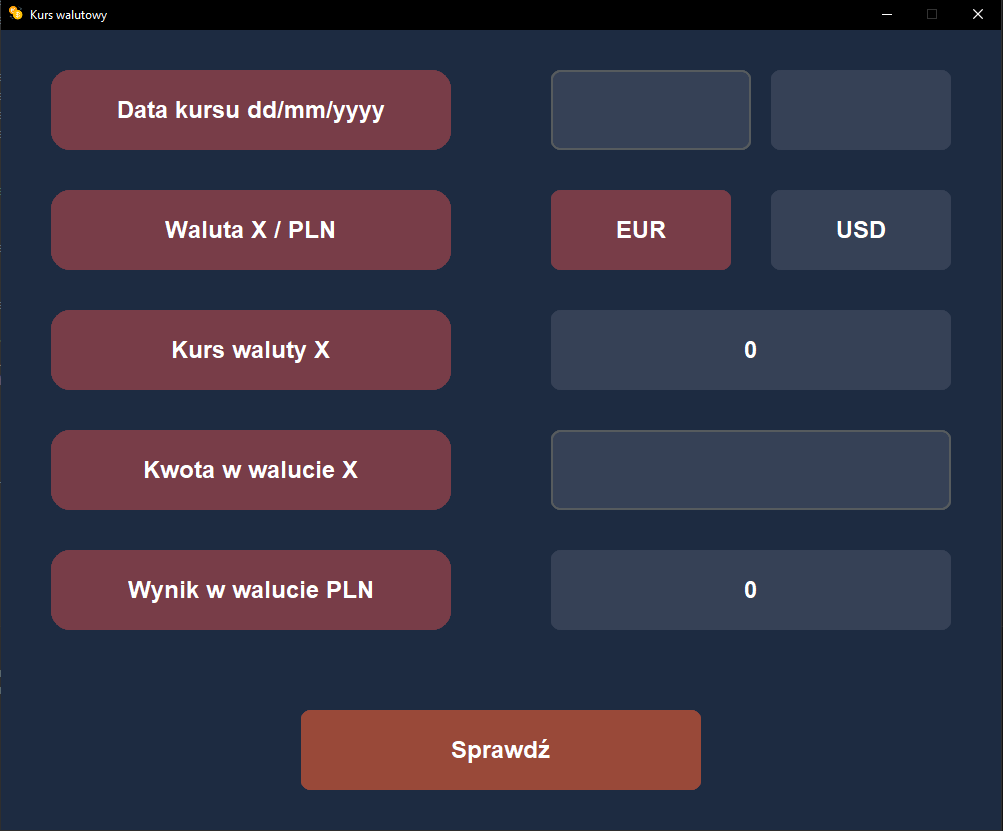 Kurs walutowy
Data kursu dd/mm/yyyy
Waluta X / PLN
EUR
USD
Kurs waluty X
0
Kwota w walucie X
Wynik w walucie PLN
0
Sprawdź